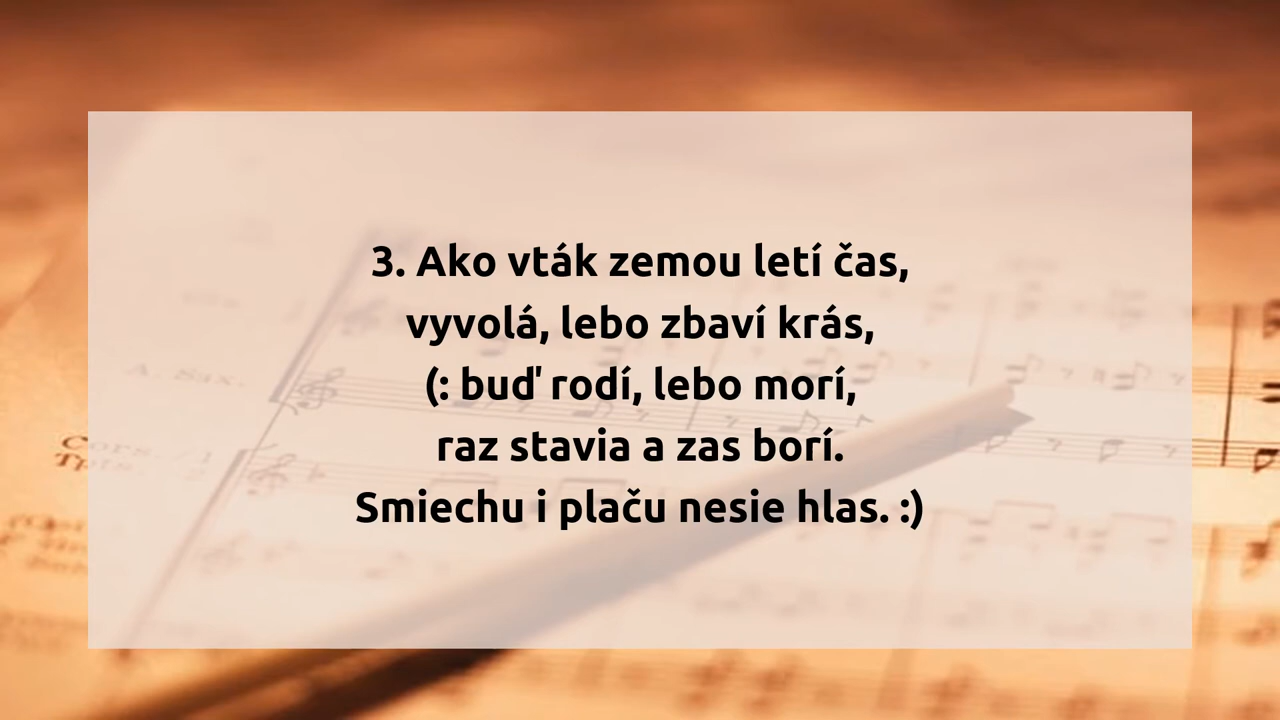 3. Ako vták zemou letí čas,
vyvolá, lebo zbaví krás,
(: buď rodí, lebo morí,
raz stavia a zas borí.
Smiechu i plaču nesie hlas. :)
A. Sax.